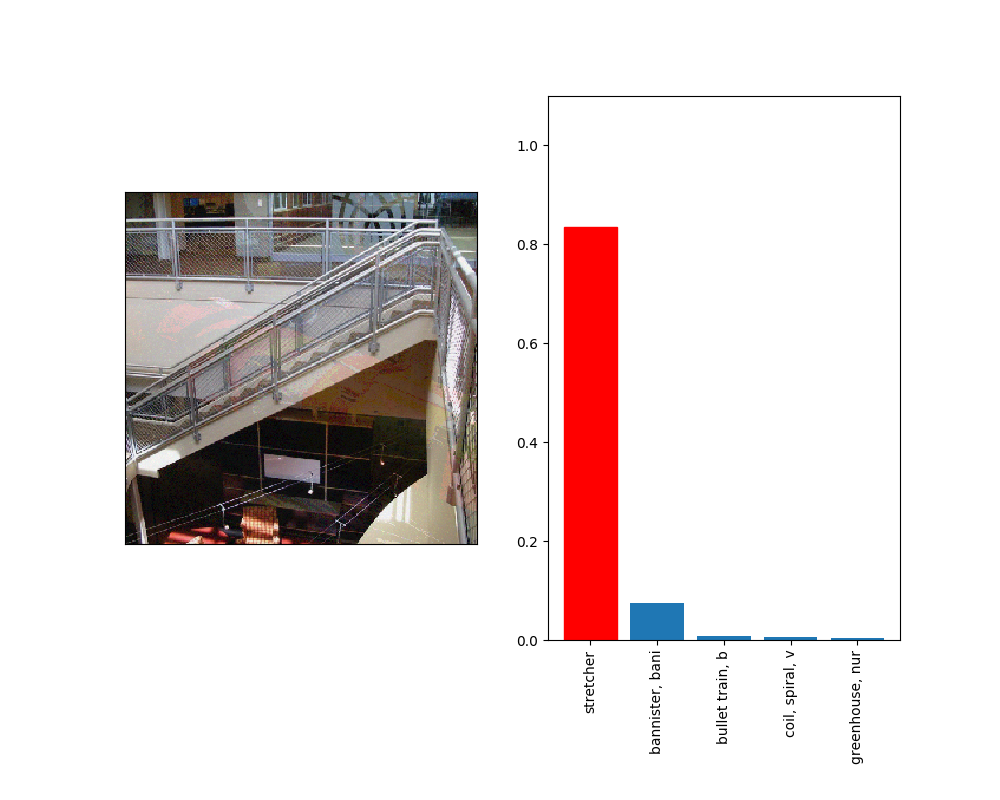 1.0
0.8
0.6
0.4
0.2
0.0
stretcher
bannister, bani
bullet train, b
coil, spiral, v
greenhouse, nur